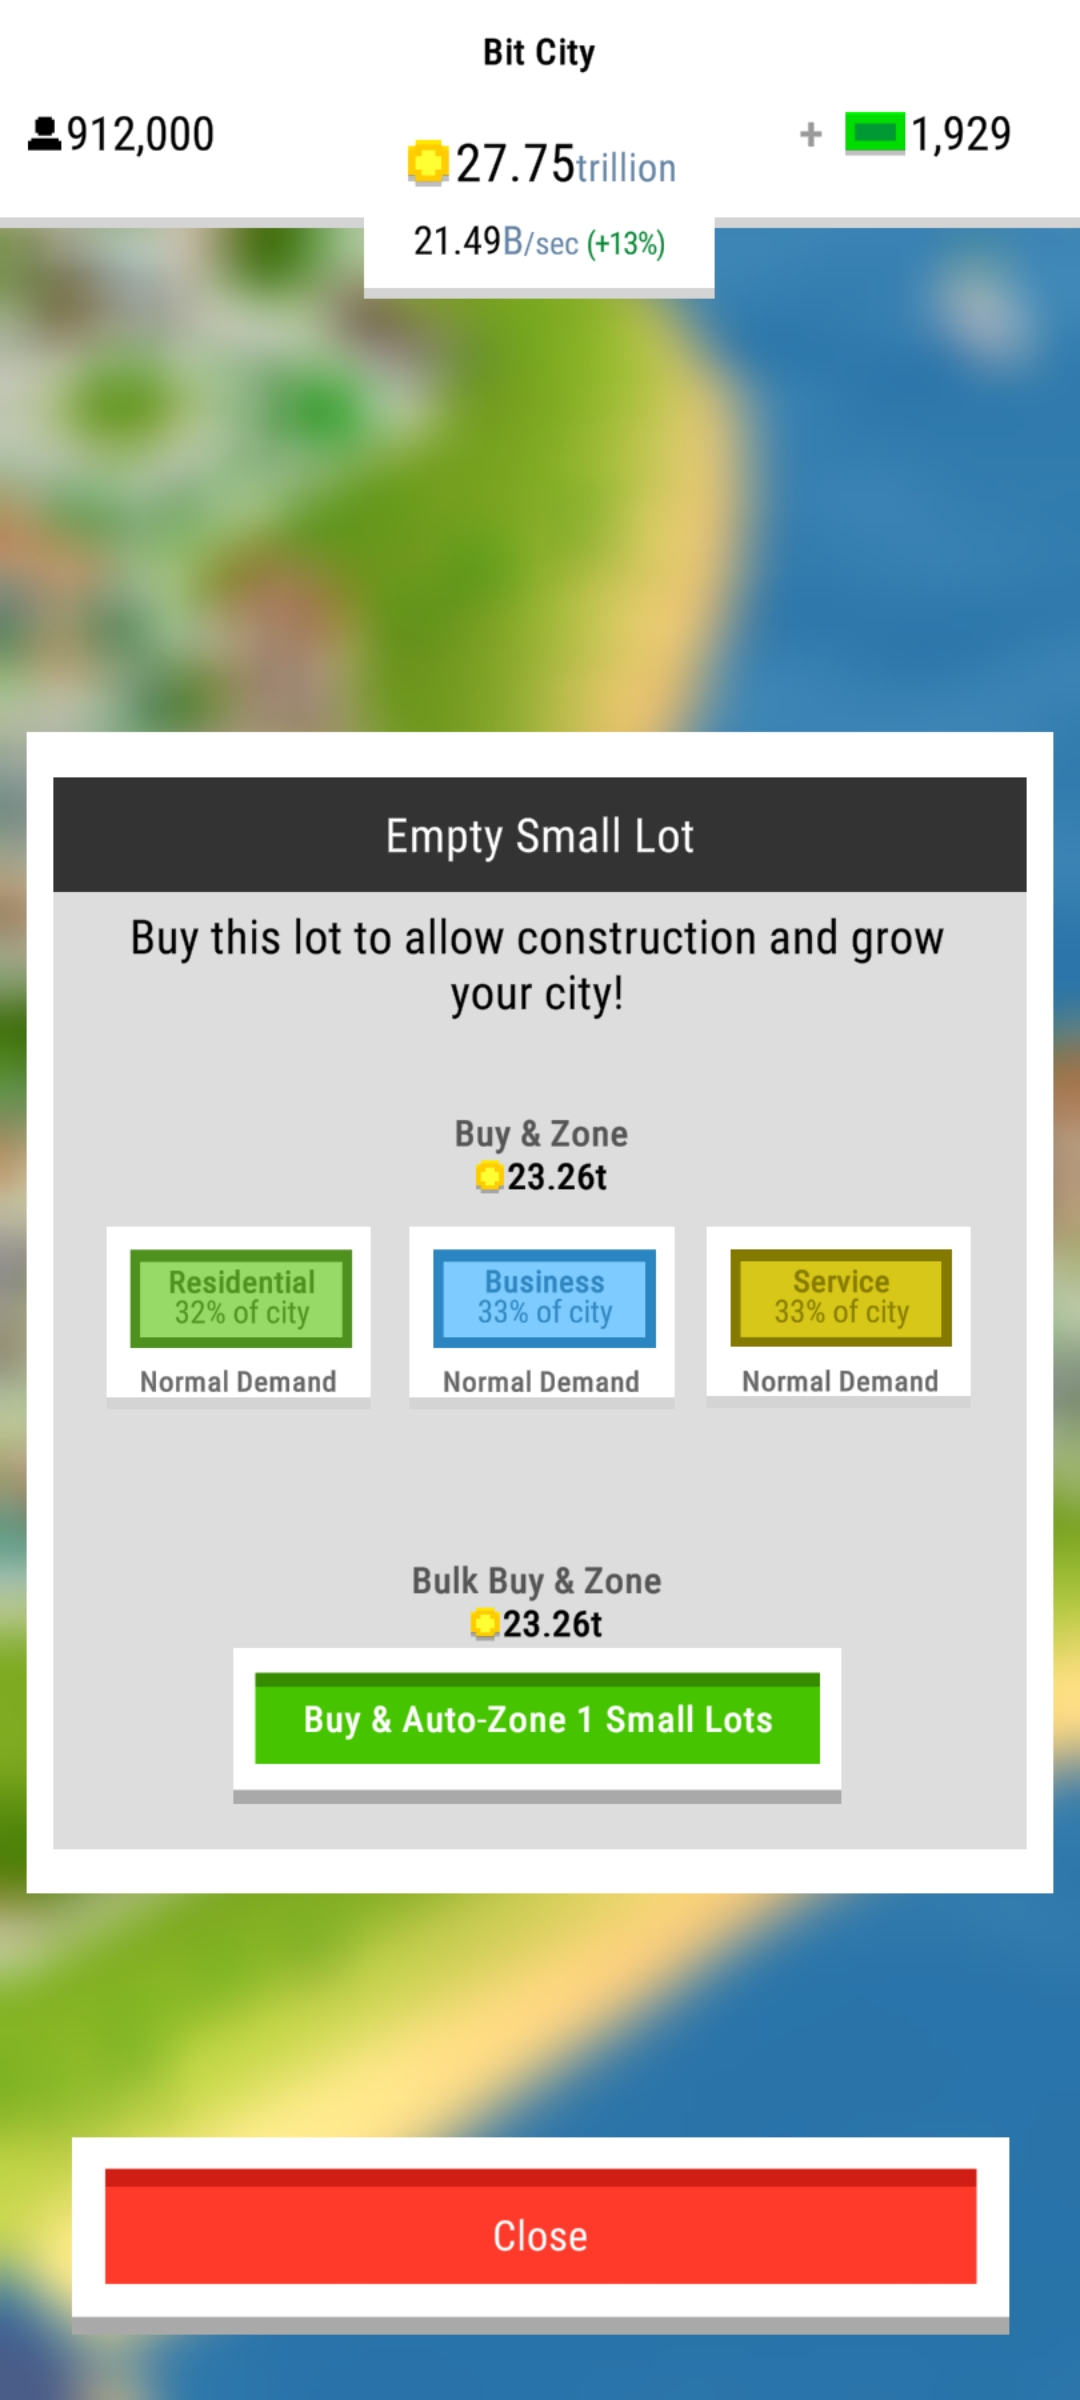 Bit City
912,000
27.75trillion
+ 1,929
21.49B/sec (+13%)
Empty Small Lot
Buy this lot to allow construction and grow
your city!
Buy & Zone
23.26t
Residential
32% of city
Normal Demand
Business
33% of city
Normal Demand
Service
33% of city
Normal Demand
Bulk Buy & Zone
23.26t
Buy & Auto-Zone 1 Small Lots
Close